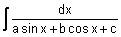 ∫ dx / (a sin x + b cos x + c)